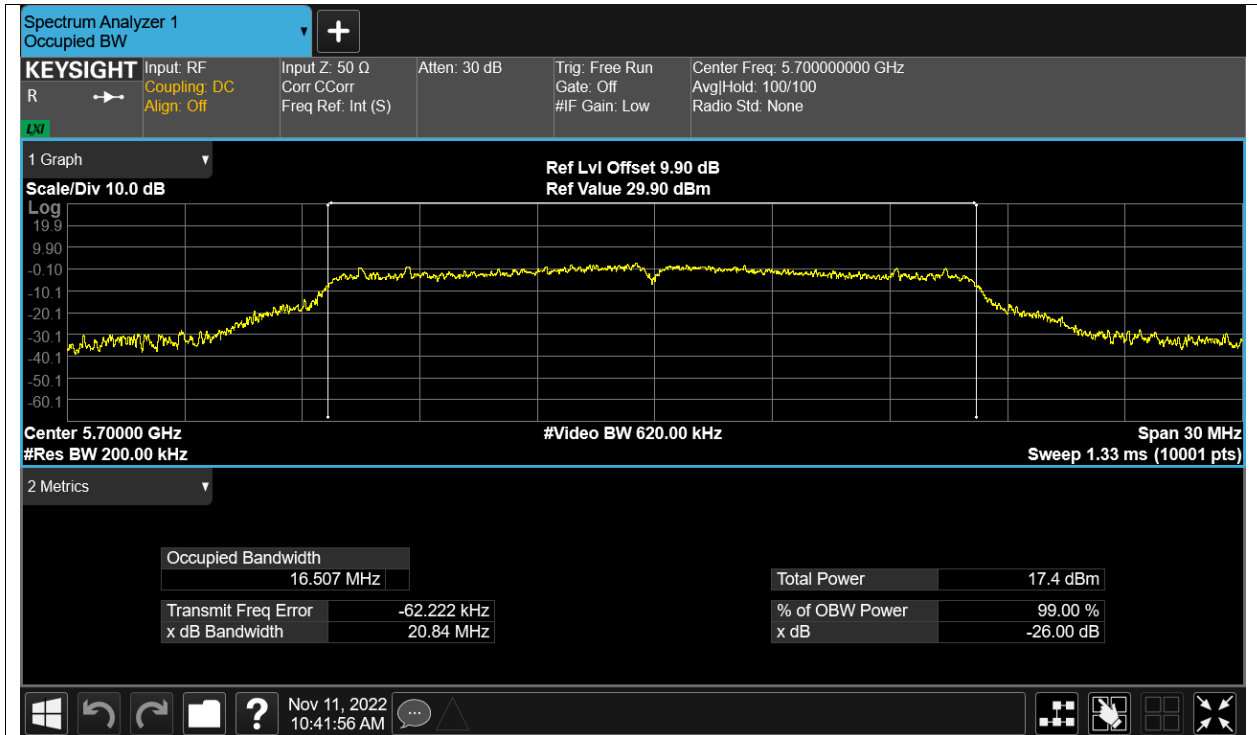 Spectrum Analyzer 1
Occupied BW
+
KEYSIGHT
R
LXI
Input: RF
Coupling: DC
Align: Off
Input Z: 50 Ω
Corr CCorr
Freq Ref: Int (S)
Atten: 30 dB
Trig: Free Run
Gate: Off
#IF Gain: Low
Center Freq: 5.700000000 GHz
Avg|Hold: 100/100
Radio Std: None
1 Graph
Scale/Div 10.0 dB
Ref Lvl Offset 9.90 dB
Ref Value 29.90 dBm
Log
19.9
9.90
-0.10
-10.1
-20.1
-30.1
-40.1
-50.1
-60.1
Center 5.70000 GHz
#Video BW 620.00 kHz
Span 30 MHz
#Res BW 200.00 kHz
Sweep 1.33 ms (10001 pts)
2 Metrics
Occupied Bandwidth
16.507 MHz
Total Power 17.4 dBm
Transmit Freq Error -62.222 kHz
% of OBW Power 99.00 %
x dB Bandwidth 20.84 MHz
x dB -26.00 dB
?
Nov 11, 2022
10:41:56 AM